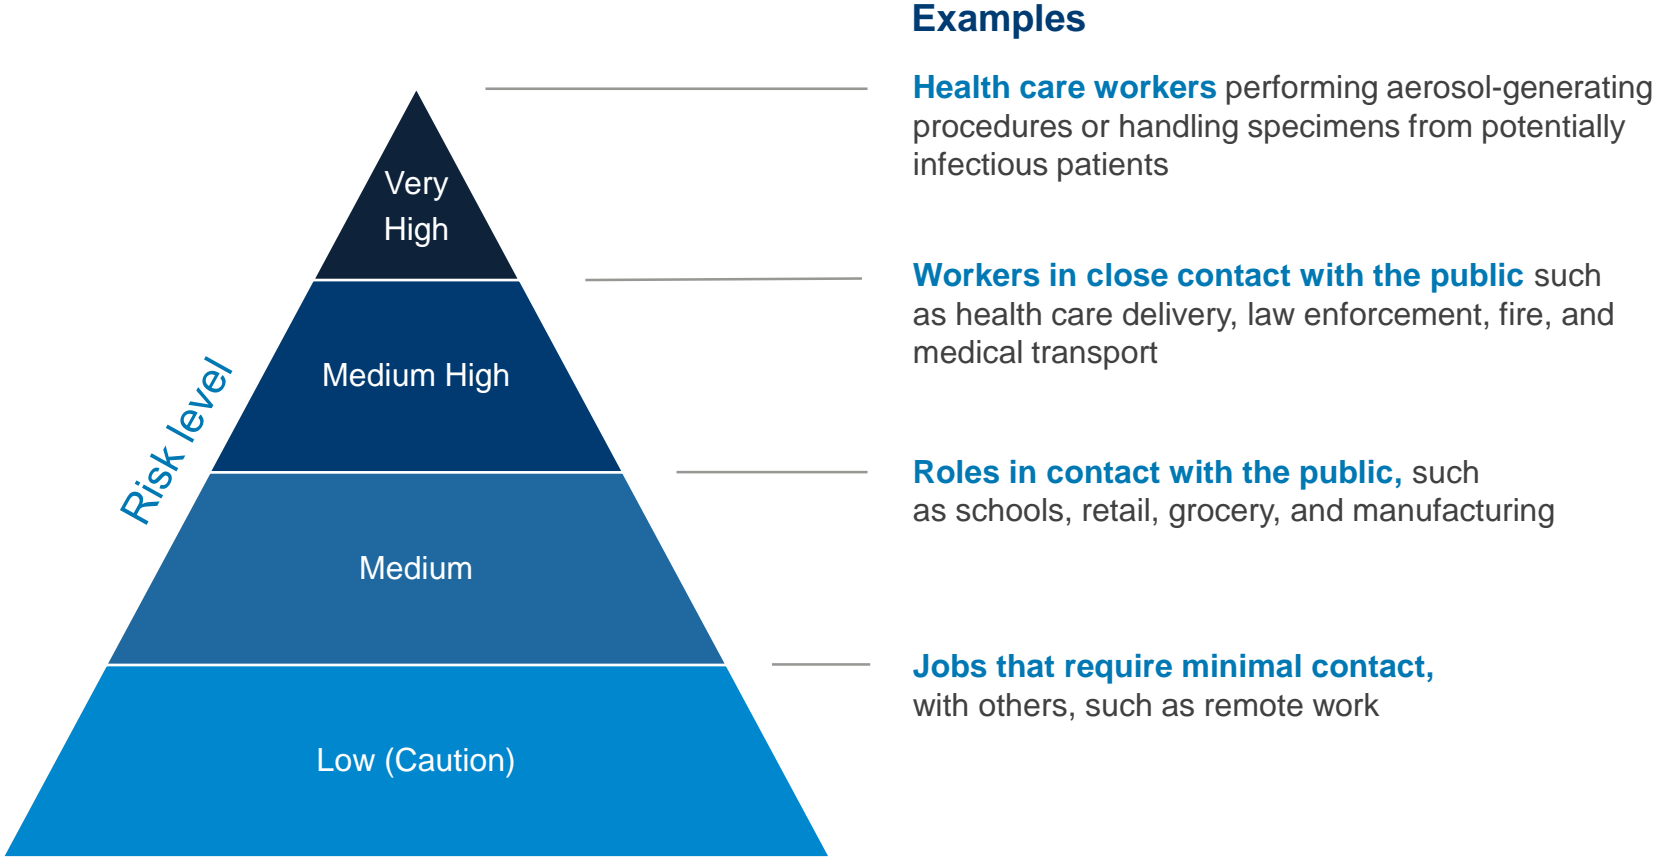 Examples
Health care workers performing aerosol-generating
procedures or handling specimens from potentially
infectious patients
Very
High
Workers in close contact with the public such
as health care delivery, law enforcement, fire, and
medical transport
Medium High
Risk level
Roles in contact with the public, such
as schools, retail, grocery, and manufacturing
Medium
Jobs that require minimal contact,
with others, such as remote work
Low (Caution)